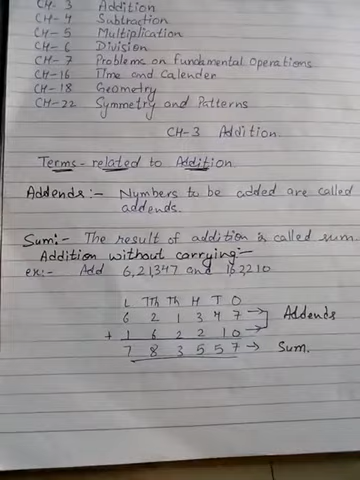 CH- 3 Addition
CH- 4 Subtraction
CH- 5 Multiplication
CH- 6 Division
CH- 7 Problems on Fundamental Operations
CH-16 Time and Calender
CH-18 Geometry
CH-22 Symmetry and Patterns
CH-3 Addition.
Terms- related to Addition
Addends:- Numbers to be added are called
addends.
Sum:- The result of addition is called sum.
Addition without carrying:-
ex:- Add 6,21,347 and 1,62210
L TTh Th H T O
6 2 1 3 4 7 → Addends
+ 1 6 2 2 1 0 →
7 8 3 5 5 7 → Sum.